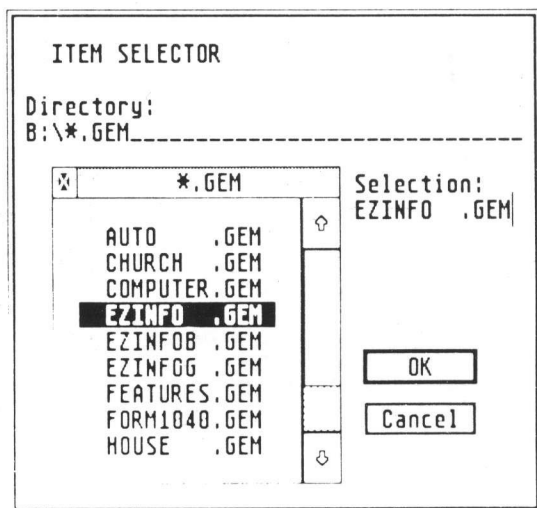 ITEM SELECTOR
Directory:
B:\*.GEM_________________________________
*.GEM
AUTO    .GEM
CHURCH  .GEM
COMPUTER.GEM
EZINFO  .GEM
EZINFOB .GEM
EZINFOG .GEM
FEATURES.GEM
FORM1040.GEM
HOUSE   .GEM
Selection:
EZINFO  .GEM
OK
Cancel